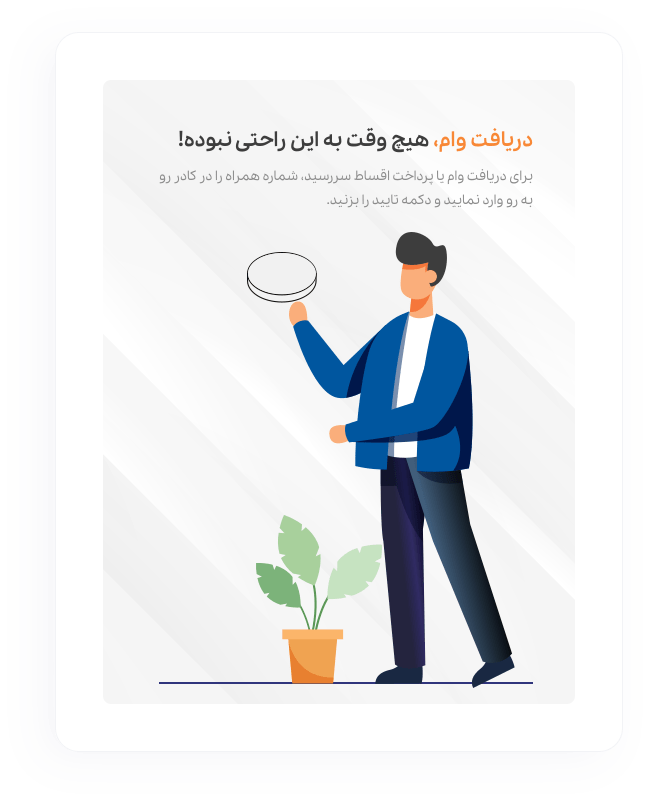 دریافت وام، هیچ وقت به این راحتی نبوده!
برای دریافت وام یا پرداخت اقساط سررسید، شماره همراه را در کادر رو
به رو وارد نمایید و دکمه تایید را بزنید.